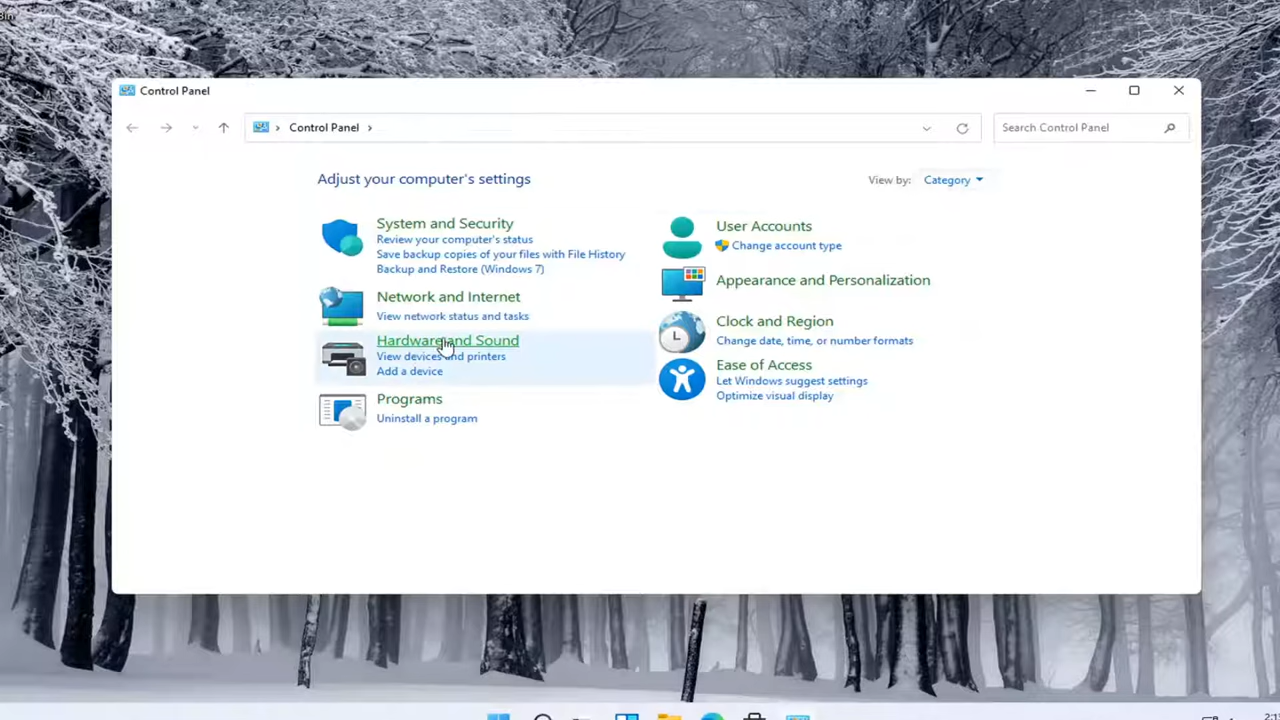 Bin
Control Panel
Control Panel
Search Control Panel
Adjust your computer's settings
View by:
Category
System and Security
Review your computer's status
Save backup copies of your files with File History
Backup and Restore (Windows 7)
Network and Internet
View network status and tasks
Hardware and Sound
View devices and printers
Add a device
Programs
Uninstall a program
User Accounts
Change account type
Appearance and Personalization
Clock and Region
Change date, time, or number formats
Ease of Access
Let Windows suggest settings
Optimize visual display